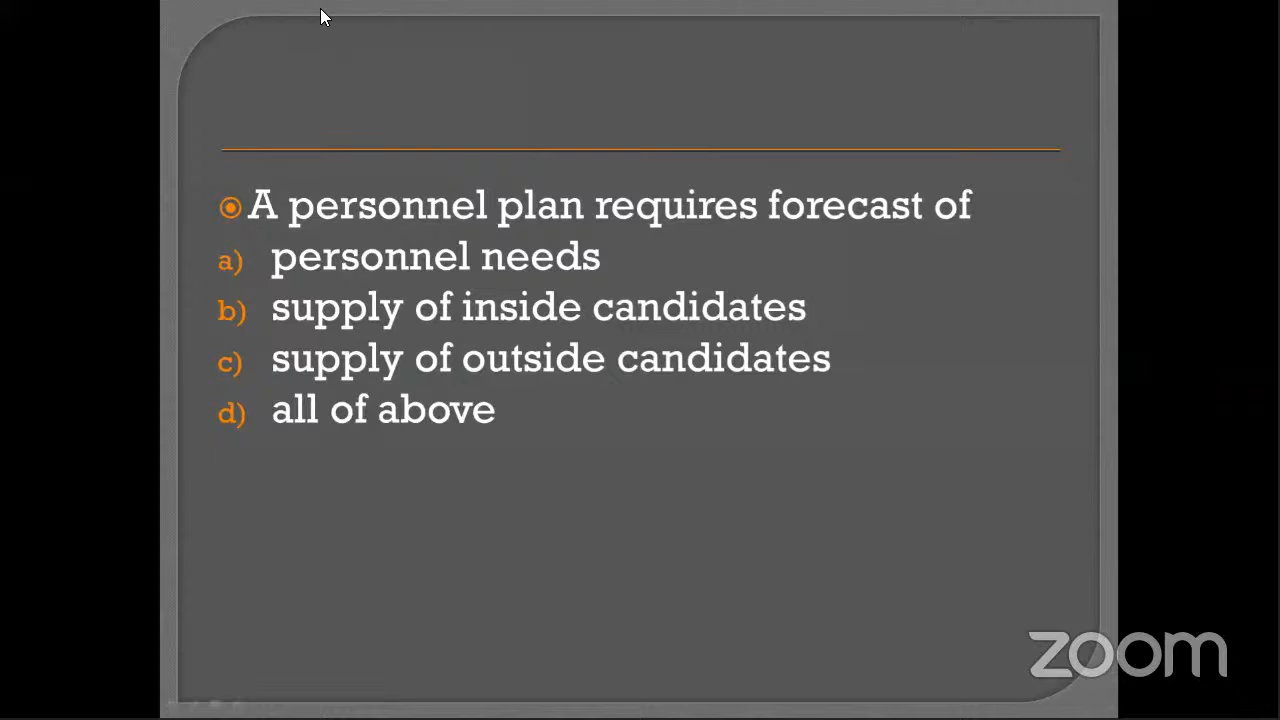 A personnel plan requires forecast of
a) personnel needs
b) supply of inside candidates
c) supply of outside candidates
d) all of above
zoom